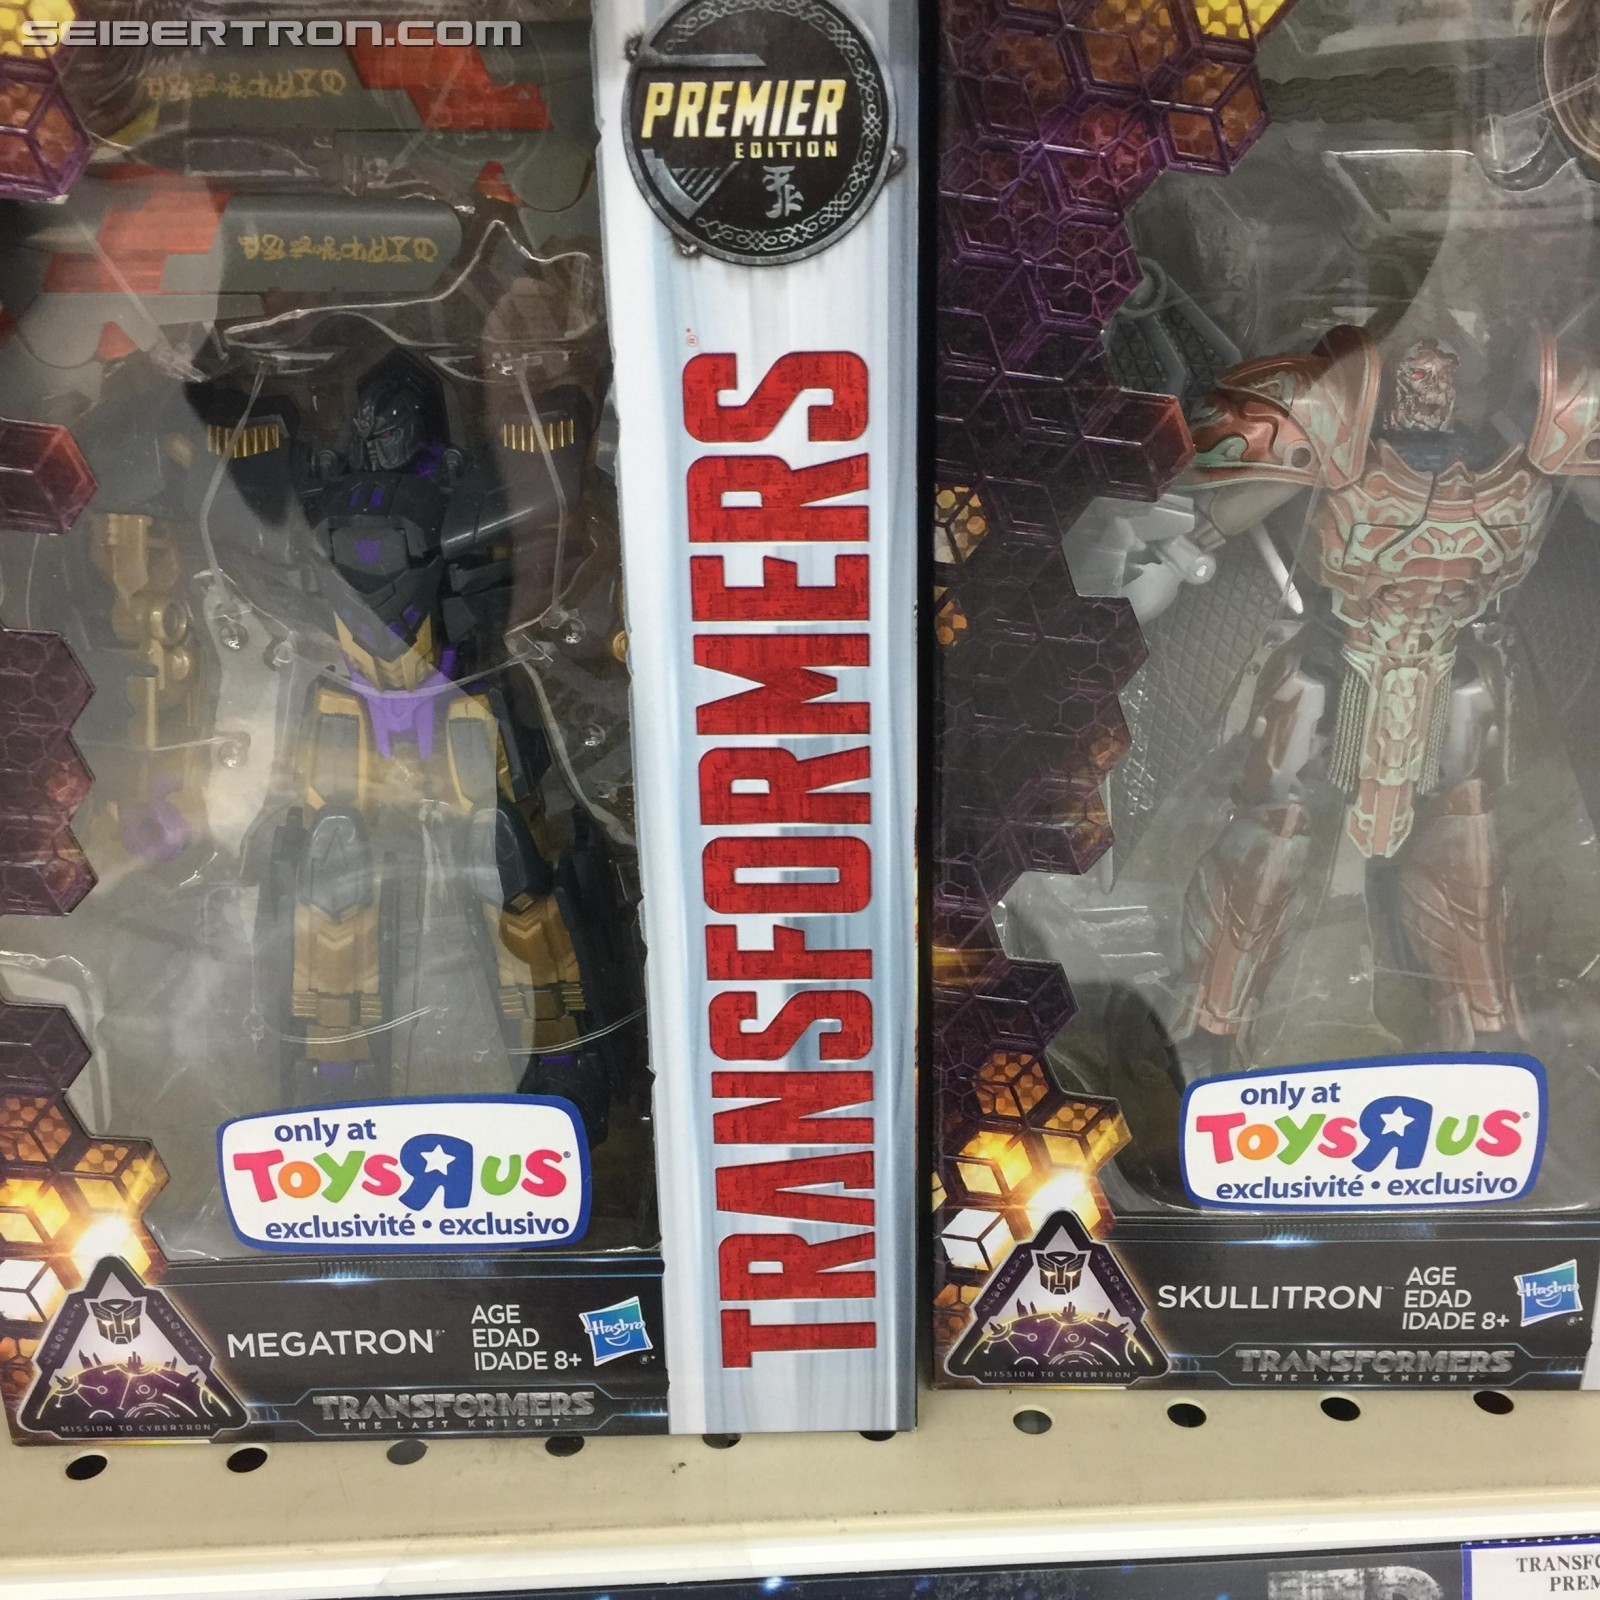 SEIBERTRON.com
PREMIER
EDITION
TRANSFORMERS
only at
ToysRus
exclusivité • exclusivo
MEGATRON
AGE
EDAD
IDADE 8+
Hasbro
MISSION TO CYBERTRON
TRANSFORMERS
THE LAST KNIGHT
only at
ToysRus
exclusivité • exclusivo
SKULLITRON™
AGE
EDAD
IDADE 8+
Hasbro
MISSION TO CYBERTRON
TRANSFORMERS
THE LAST KNIGHT